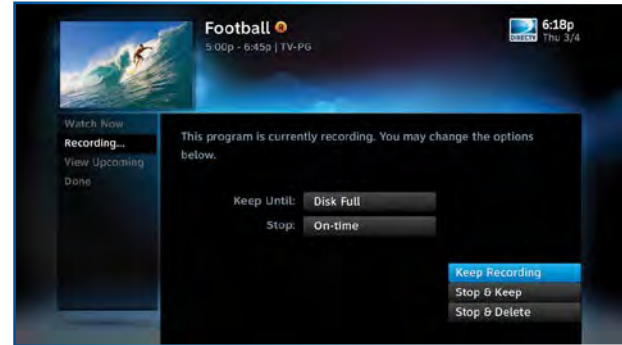 Football R
5:00p - 6:45p | TV-PG
DIRECTV
6:18p
Thu 3/4
Watch Now
Recording...
View Upcoming
Done
This program is currently recording. You may change the options
below.
Keep Until: Disk Full
Stop: On-time
Keep Recording
Stop & Keep
Stop & Delete